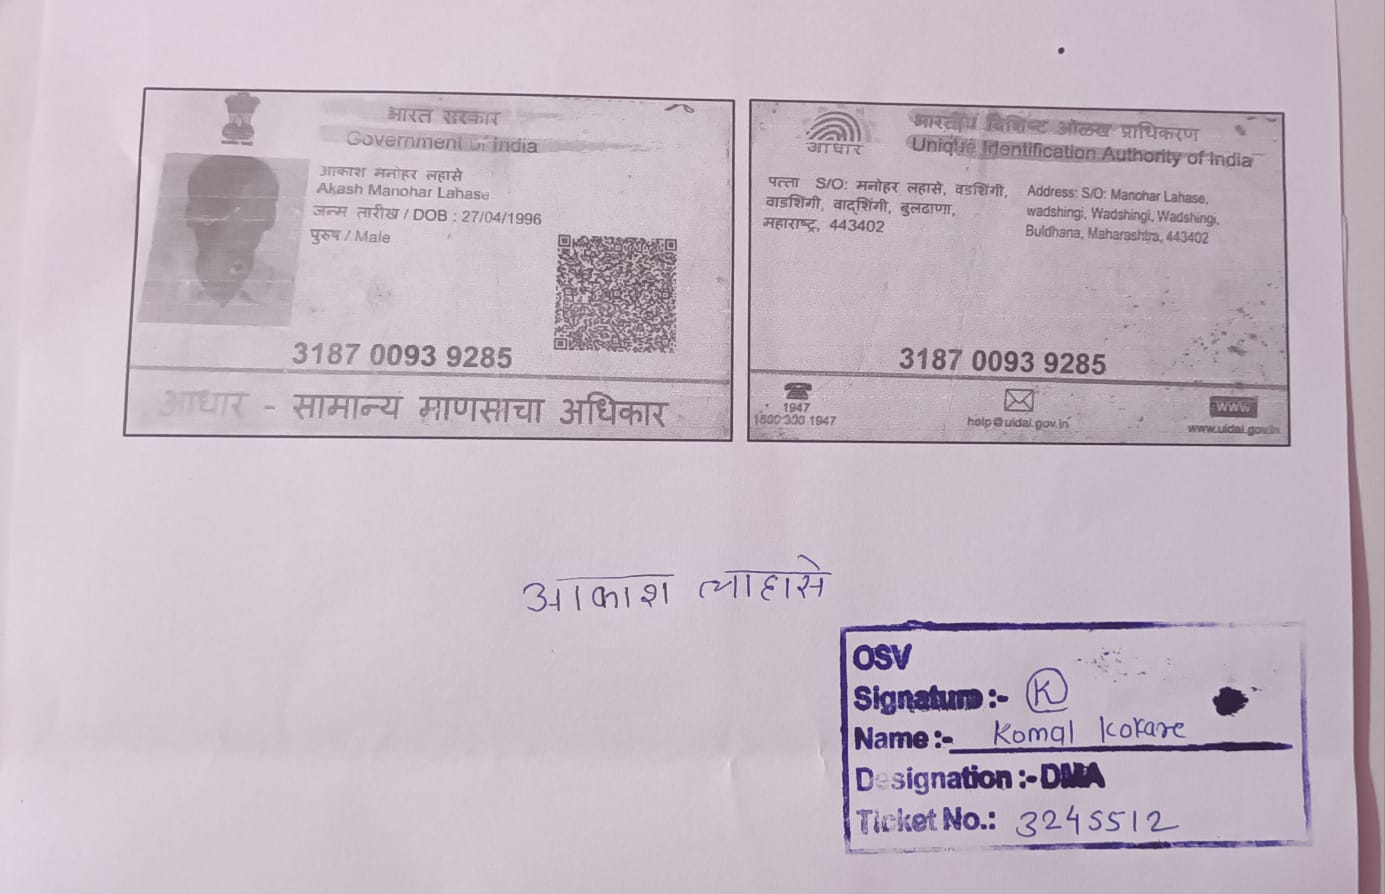 भारत सरकार
Government of India
आकाश मनोहर लहासे
Akash Manohar Lahase
जन्म तारीख / DOB : 27/04/1996
पुरुष / Male
3187 0093 9285
आधार - सामान्य माणसाचा अधिकार
आधार
भारतीय विशिष्ट ओळख प्राधिकरण
Unique Identification Authority of India
पत्ता S/O: मनोहर लहासे, वडशिंगी,
वाडशिंगी, वाद्शिंगी, बुलढाणा,
महाराष्ट्र, 443402
Address: S/O: Manohar Lahase,
wadshingi, Wadshingi, Wadshingi,
Buldhana, Maharashtra, 443402
3187 0093 9285
1947
1800 300 1947
help@uidai.gov.in
www
www.uidai.gov.in
आकाश ल्हासे
OSV
Signature :- K
Name :- Komal Kokare
Designation :- DMA
Ticket No.: 3245512